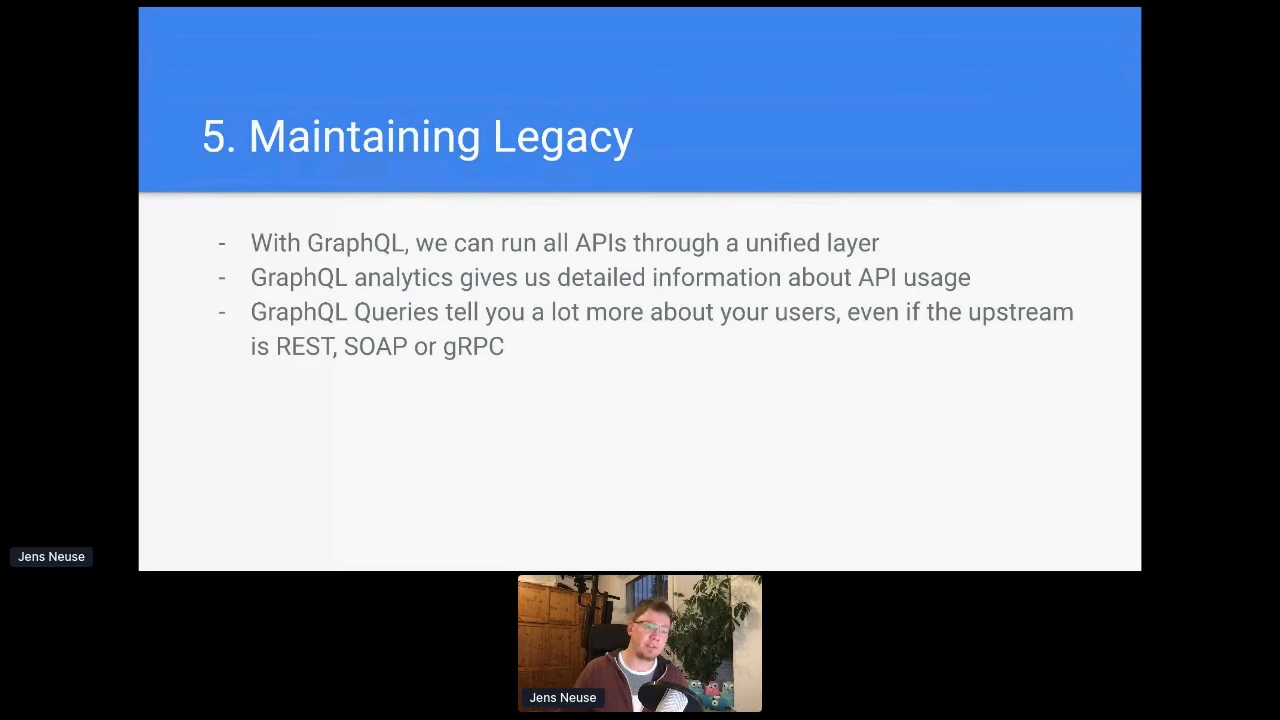 5. Maintaining Legacy
- With GraphQL, we can run all APIs through a unified layer
- GraphQL analytics gives us detailed information about API usage
- GraphQL Queries tell you a lot more about your users, even if the upstream
is REST, SOAP or gRPC
Jens Neuse
Jens Neuse